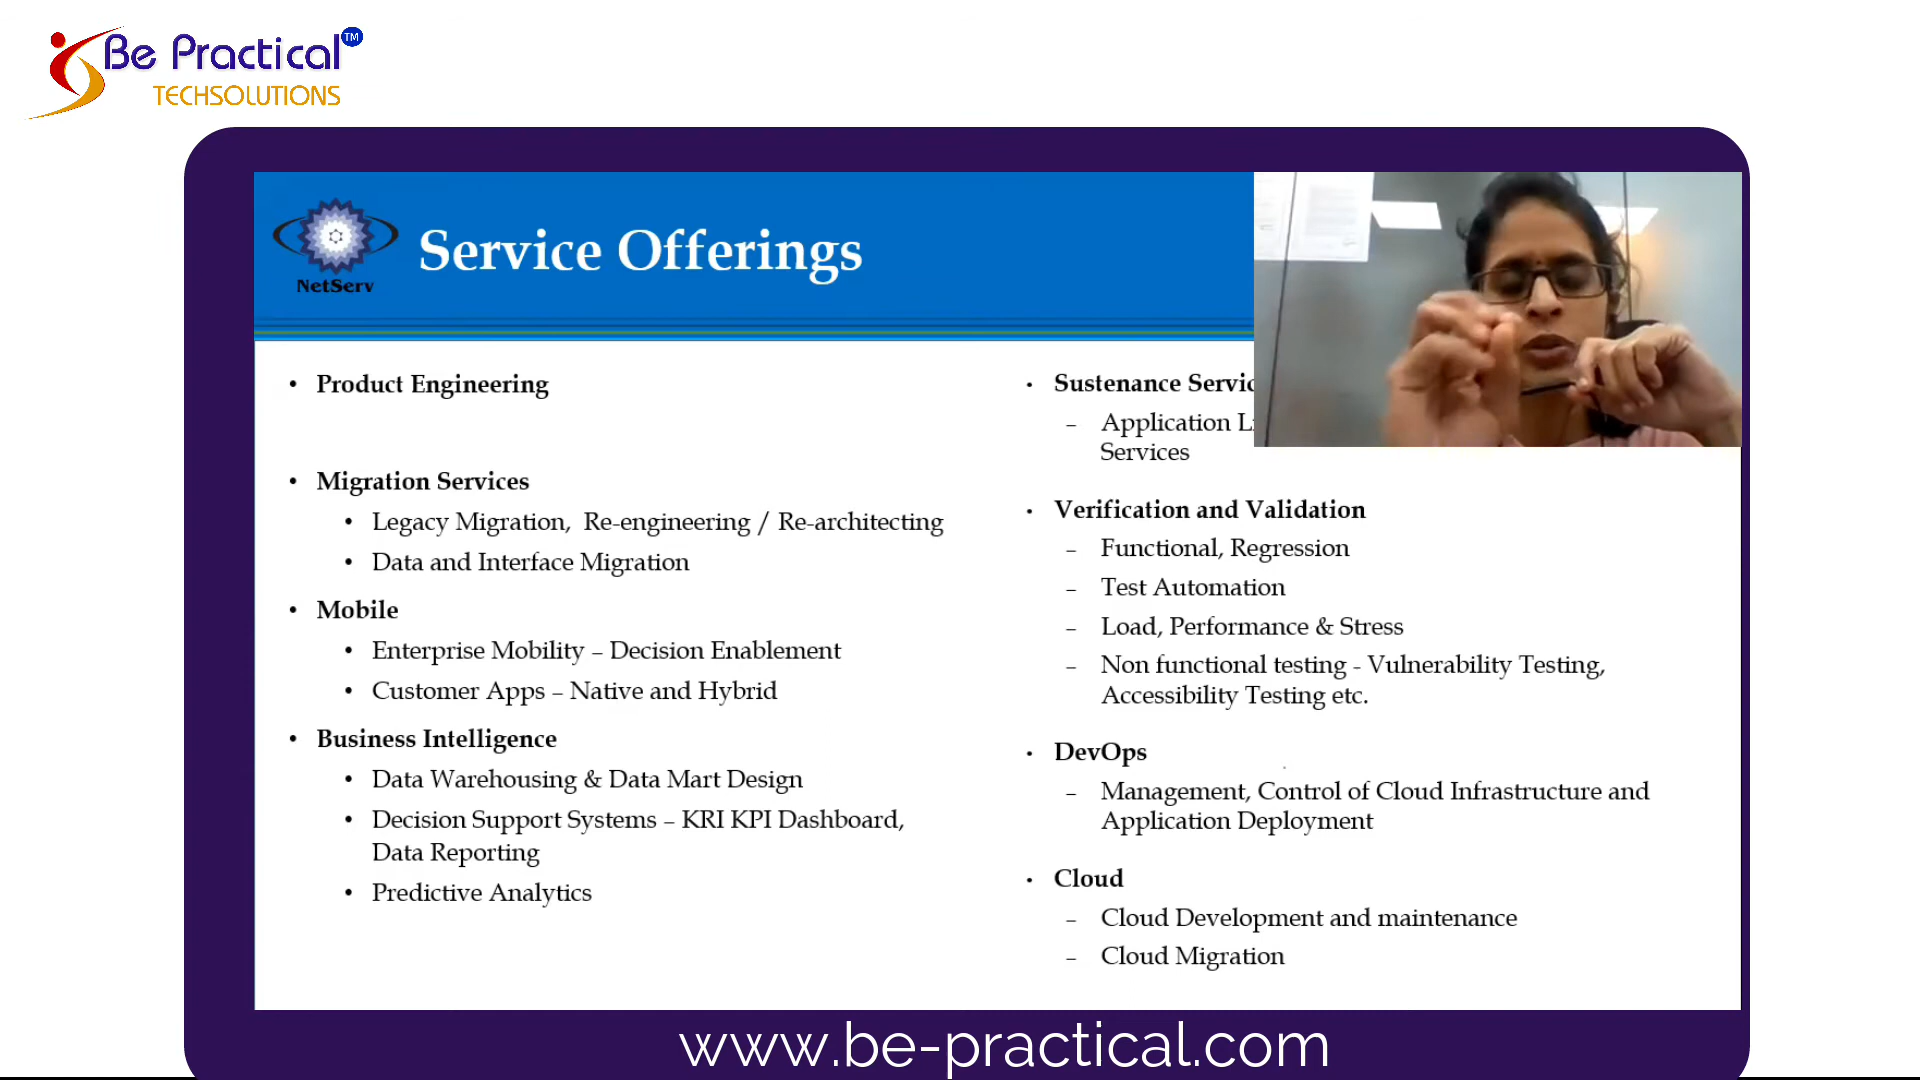 Be Practical TM
TECHSOLUTIONS
NetServ
Service Offerings
• Product Engineering
• Migration Services
• Legacy Migration, Re-engineering / Re-architecting
• Data and Interface Migration
• Mobile
• Enterprise Mobility – Decision Enablement
• Customer Apps – Native and Hybrid
• Business Intelligence
• Data Warehousing & Data Mart Design
• Decision Support Systems – KRI KPI Dashboard,
Data Reporting
• Predictive Analytics
• Sustenance
– Application
Services
• Verification and Validation
– Functional, Regression
– Test Automation
– Load, Performance & Stress
– Non functional testing - Vulnerability Testing,
Accessibility Testing etc.
• DevOps
– Management, Control of Cloud Infrastructure and
Application Deployment
• Cloud
– Cloud Development and maintenance
– Cloud Migration
www.be-practical.com